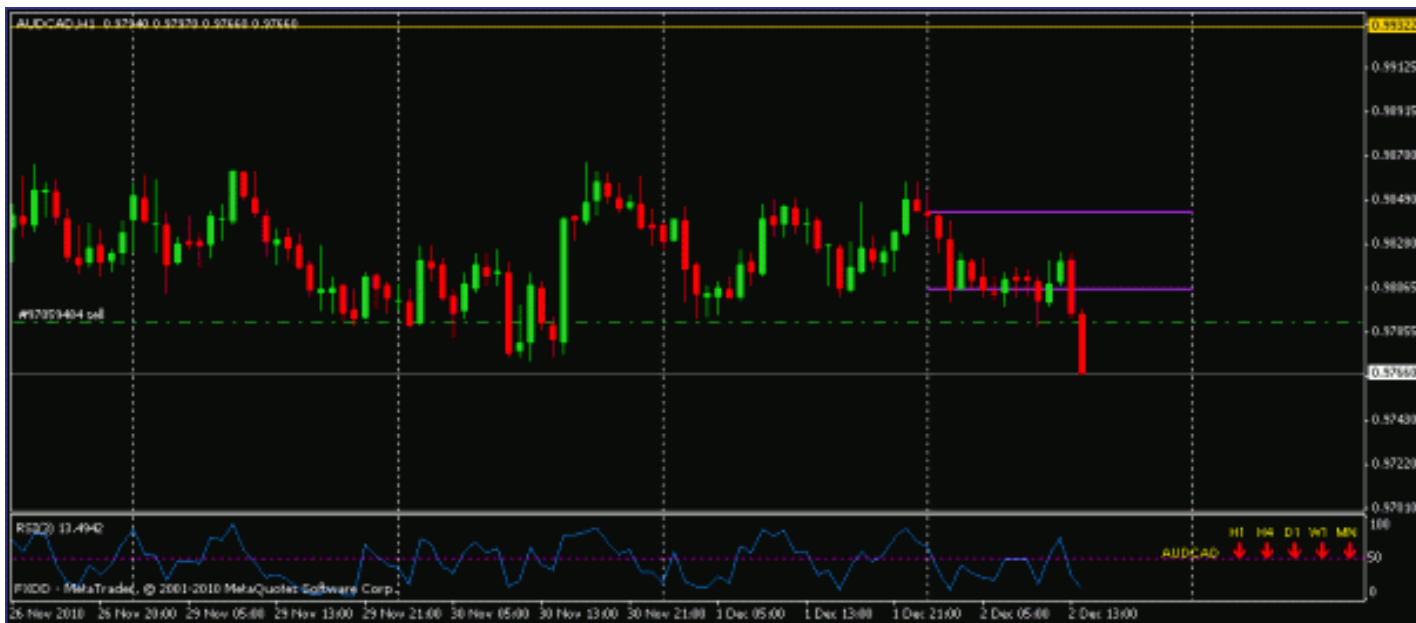 AUDCAD,H1 0.97940 0.97970 0.97660 0.97660
0.99322
0.99125
0.98915
0.98700
0.98490
0.98280
0.98065
#97859484 sell
0.97855
0.97660
0.97430
0.97220
0.97010
RSI(3) 13.4942
100
H1 H4 D1 W1 MN
50
AUDCAD
FXDD - MetaTrader, © 2001-2010 MetaQuotes Software Corp.
0
26 Nov 2010 26 Nov 20:00 29 Nov 05:00 29 Nov 13:00 29 Nov 21:00 30 Nov 05:00 30 Nov 13:00 30 Nov 21:00 1 Dec 05:00 1 Dec 13:00 1 Dec 21:00 2 Dec 05:00 2 Dec 13:00